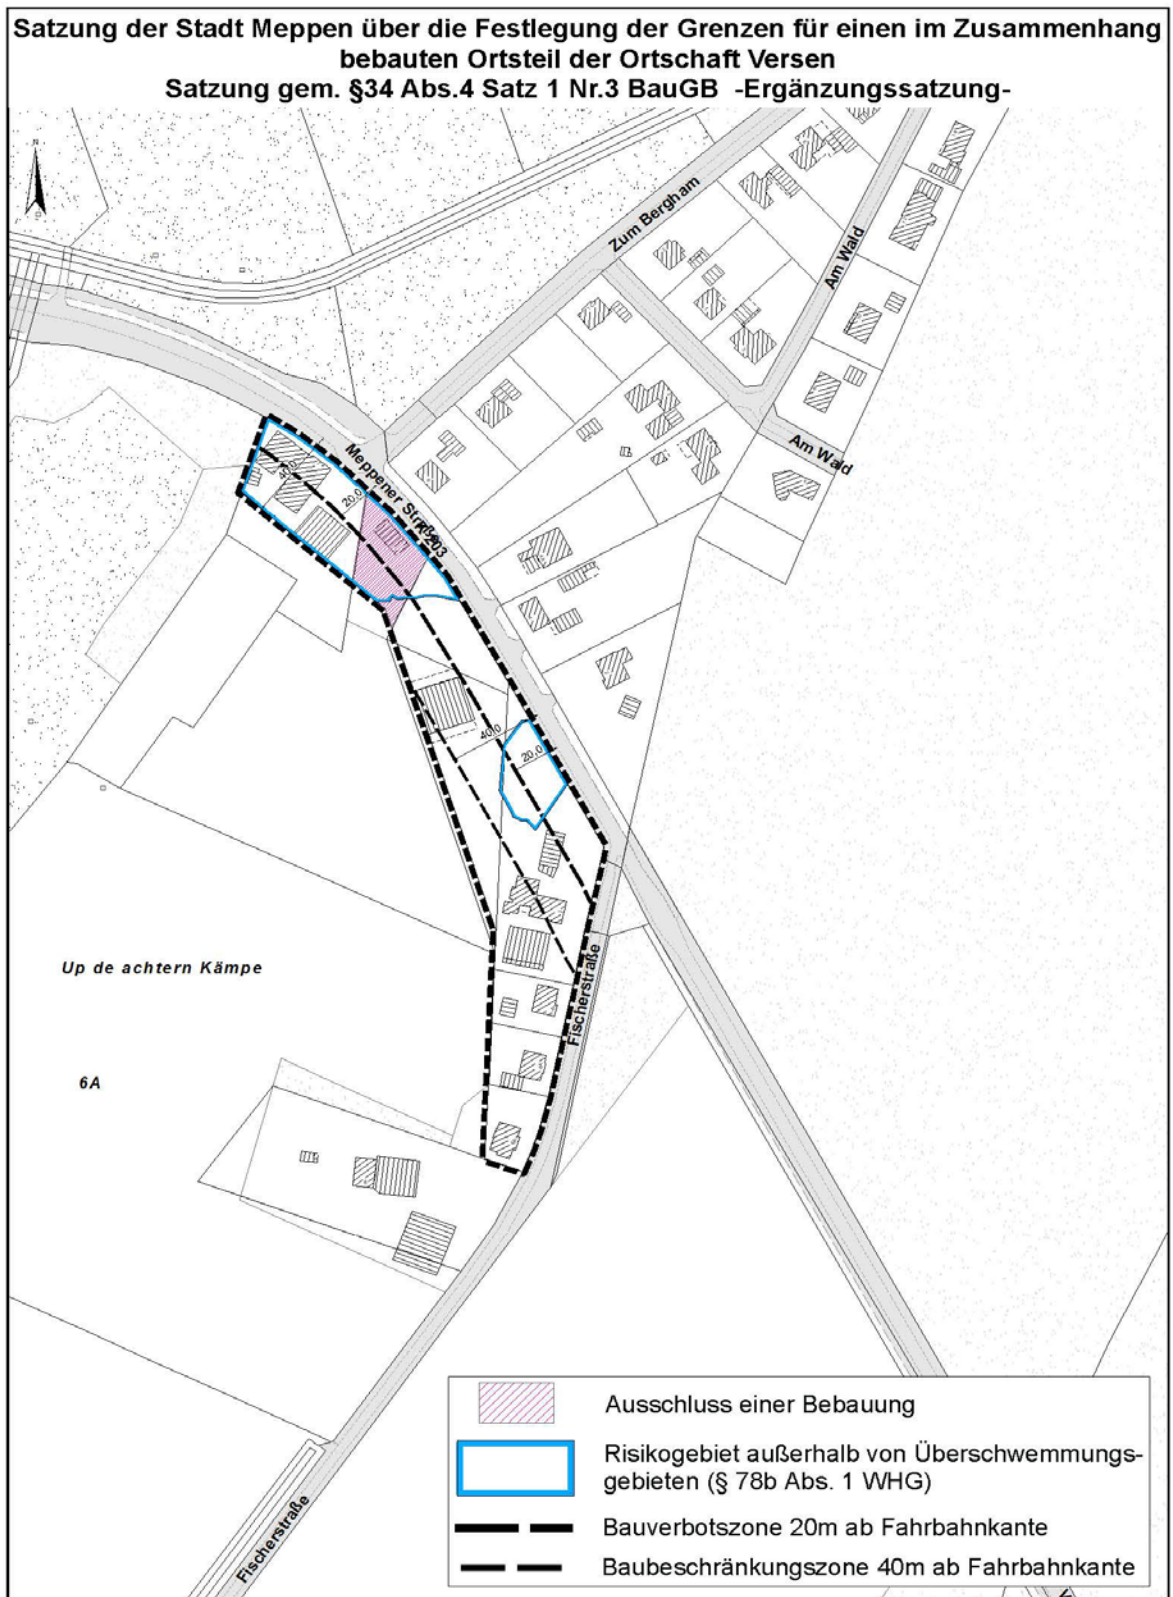 Satzung der Stadt Meppen über die Festlegung der Grenzen für einen im Zusammenhang
bebauten Ortsteil der Ortschaft Versen
Satzung gem. §34 Abs.4 Satz 1 Nr.3 BauGB -Ergänzungssatzung-
N
Zum Bergham
Am Wald
Am Wald
Meppener Straße
K 203
40,0
20,0
40,0
20,0
Fischerstraße
Up de achtern Kämpe
6A
Ausschluss einer Bebauung
Risikogebiet außerhalb von Überschwemmungs-
gebieten (§ 78b Abs. 1 WHG)
Bauverbotszone 20m ab Fahrbahnkante
Baubeschränkungszone 40m ab Fahrbahnkante
Fischerstraße